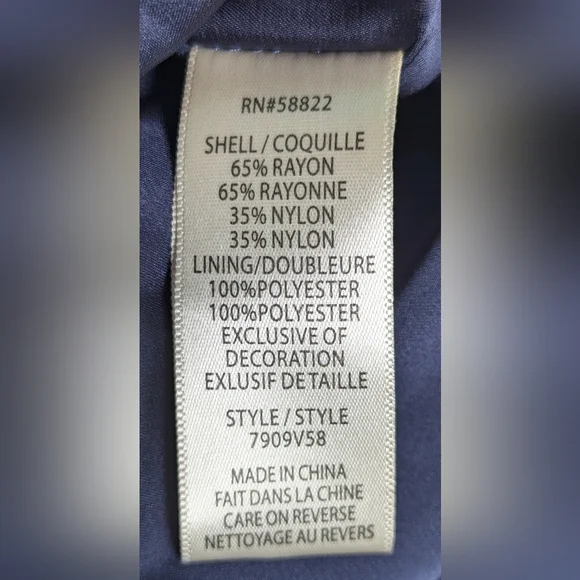 RN#58822
SHELL / COQUILLE
65% RAYON
65% RAYONNE
35% NYLON
35% NYLON
LINING/DOUBLEURE
100%POLYESTER
100%POLYESTER
EXCLUSIVE OF
DECORATION
EXLUSIF DETAILLE
STYLE / STYLE
7909V58
MADE IN CHINA
FAIT DANS LA CHINE
CARE ON REVERSE
NETTOYAGE AU REVERS